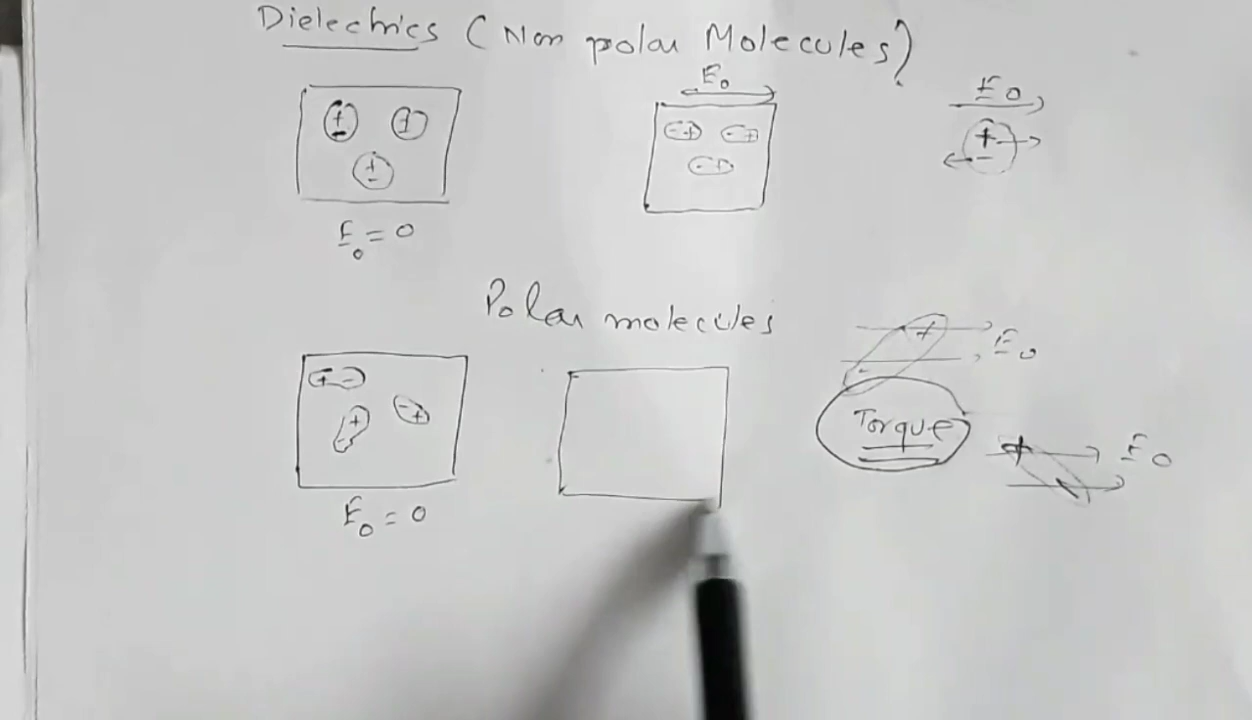 Dielectrics (Non polar Molecules)
E₀
E₀
+ - + - + -
- + - + - +
+ -
E₀ = 0
Polar molecules
+ E₀
-
+ - - + + -
Torque
+ E₀
-
E₀ = 0